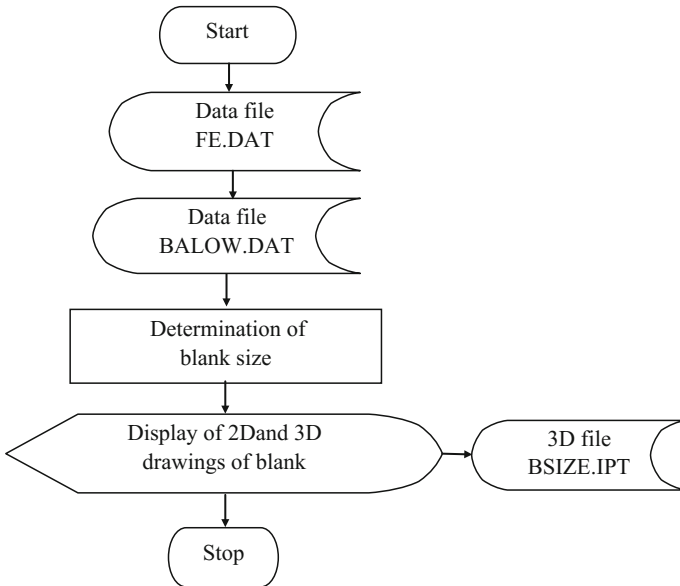 Start
Data file
FE.DAT
Data file
BALOW.DAT
Determination of
blank size
Display of 2Dand 3D
drawings of blank
3D file
BSIZE.IPT
Stop